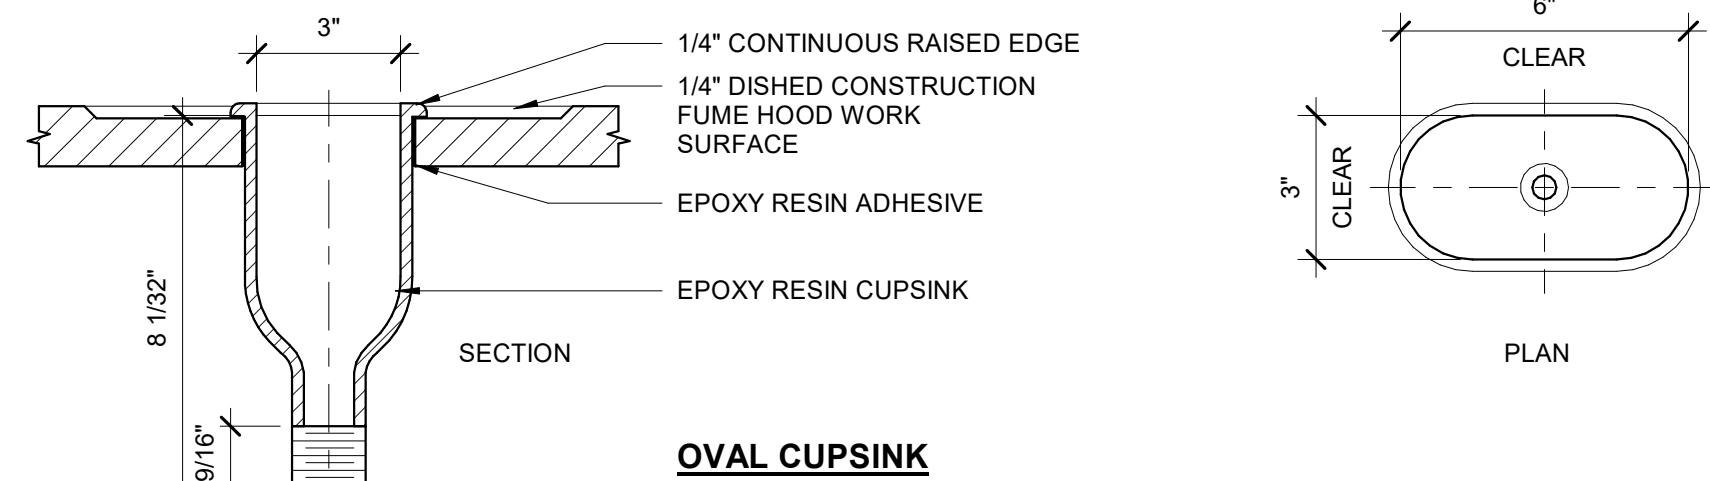 3"
1/4" CONTINUOUS RAISED EDGE
1/4" DISHED CONSTRUCTION
FUME HOOD WORK
SURFACE
EPOXY RESIN ADHESIVE
EPOXY RESIN CUPSINK
8 1/32"
SECTION
9/16"
OVAL CUPSINK
6"
CLEAR
3"
CLEAR
PLAN